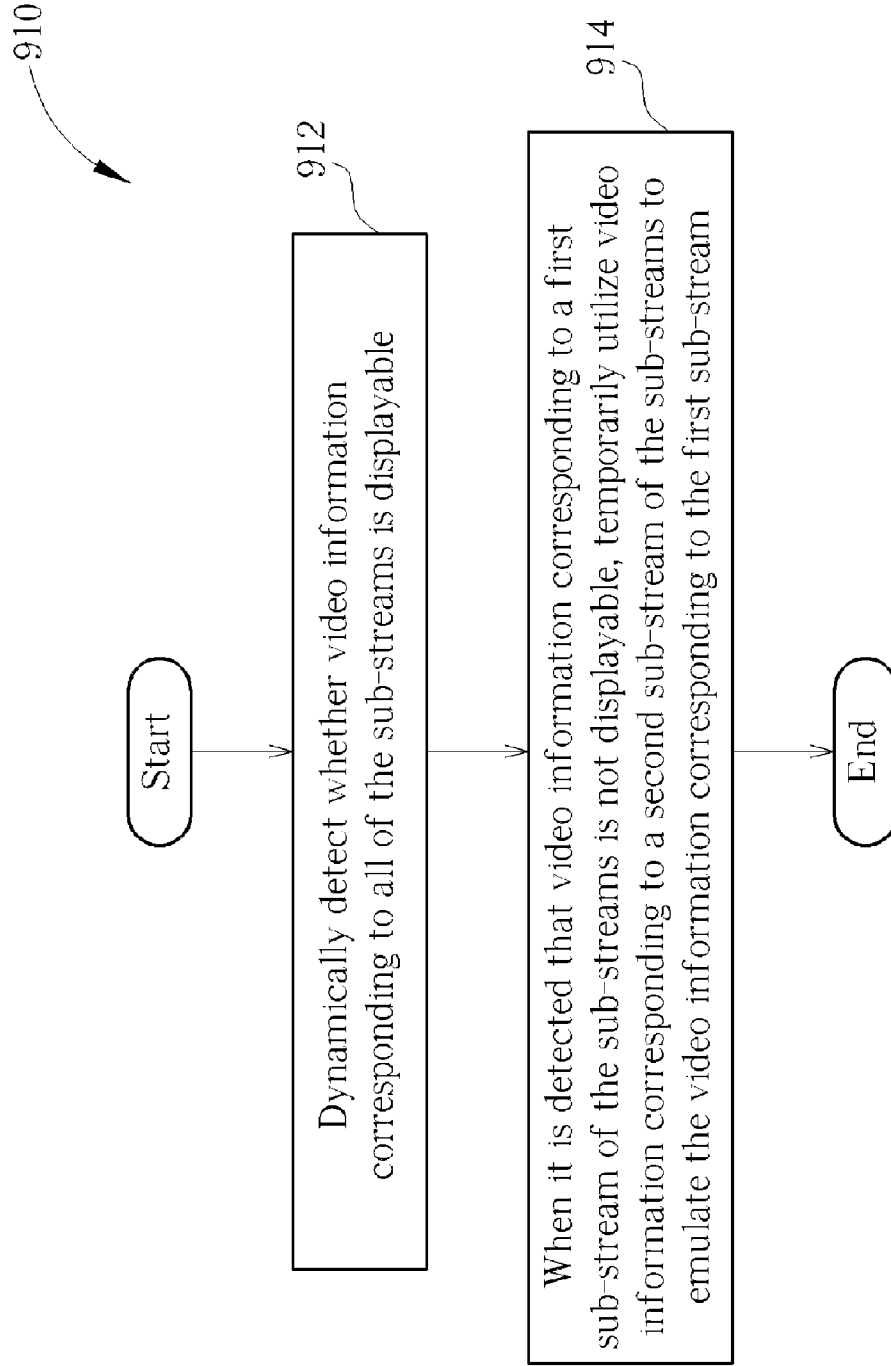 910
Start
912
Dynamically detect whether video information
corresponding to all of the sub-streams is displayable
914
When it is detected that video information corresponding to a first
sub-stream of the sub-streams is not displayable, temporarily utilize video
information corresponding to a second sub-stream of the sub-streams to
emulate the video information corresponding to the first sub-stream
End